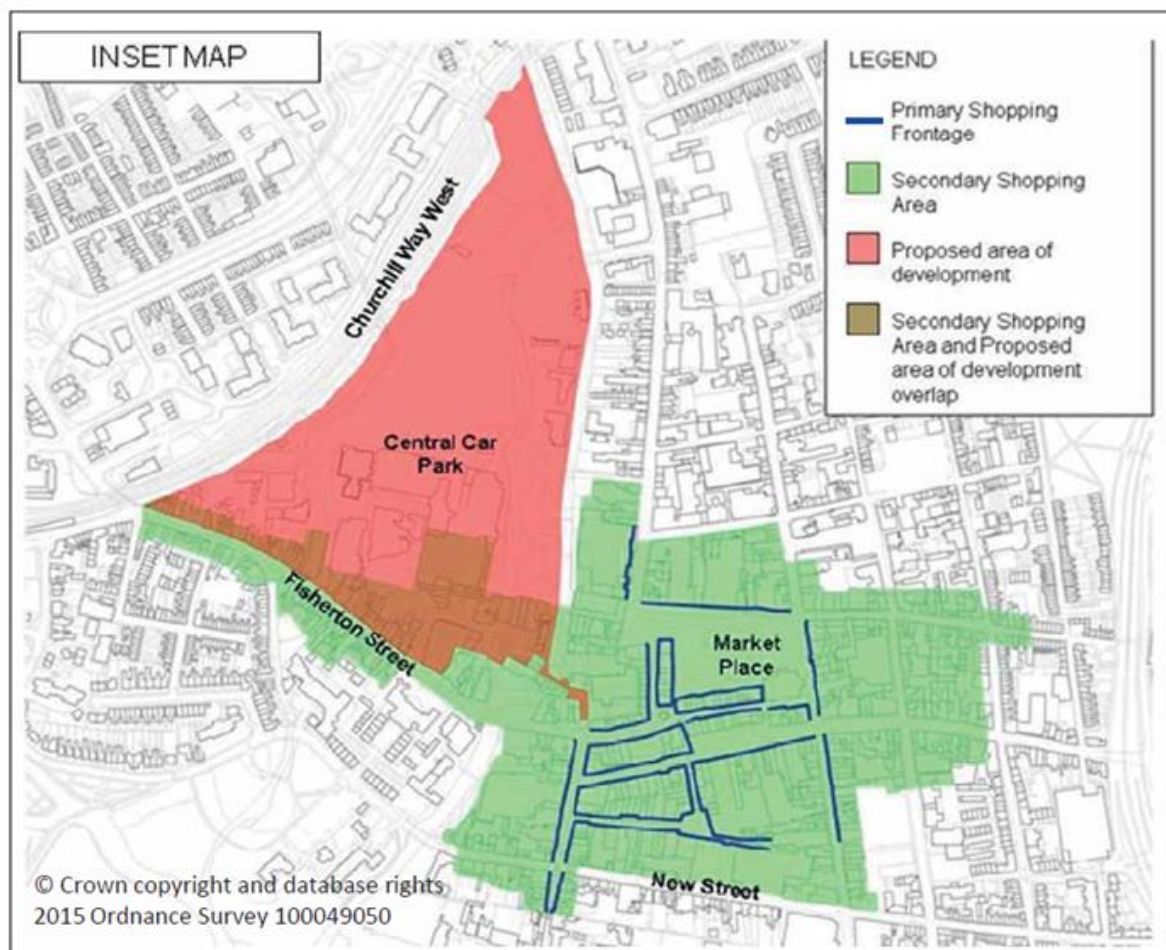 INSET MAP
LEGEND
Primary Shopping
Frontage
Secondary Shopping
Area
Proposed area of
development
Secondary Shopping
Area and Proposed
area of development
overlap
Churchill Way West
Central Car
Park
Fisherton Street
Market
Place
New Street
© Crown copyright and database rights
2015 Ordnance Survey 100049050